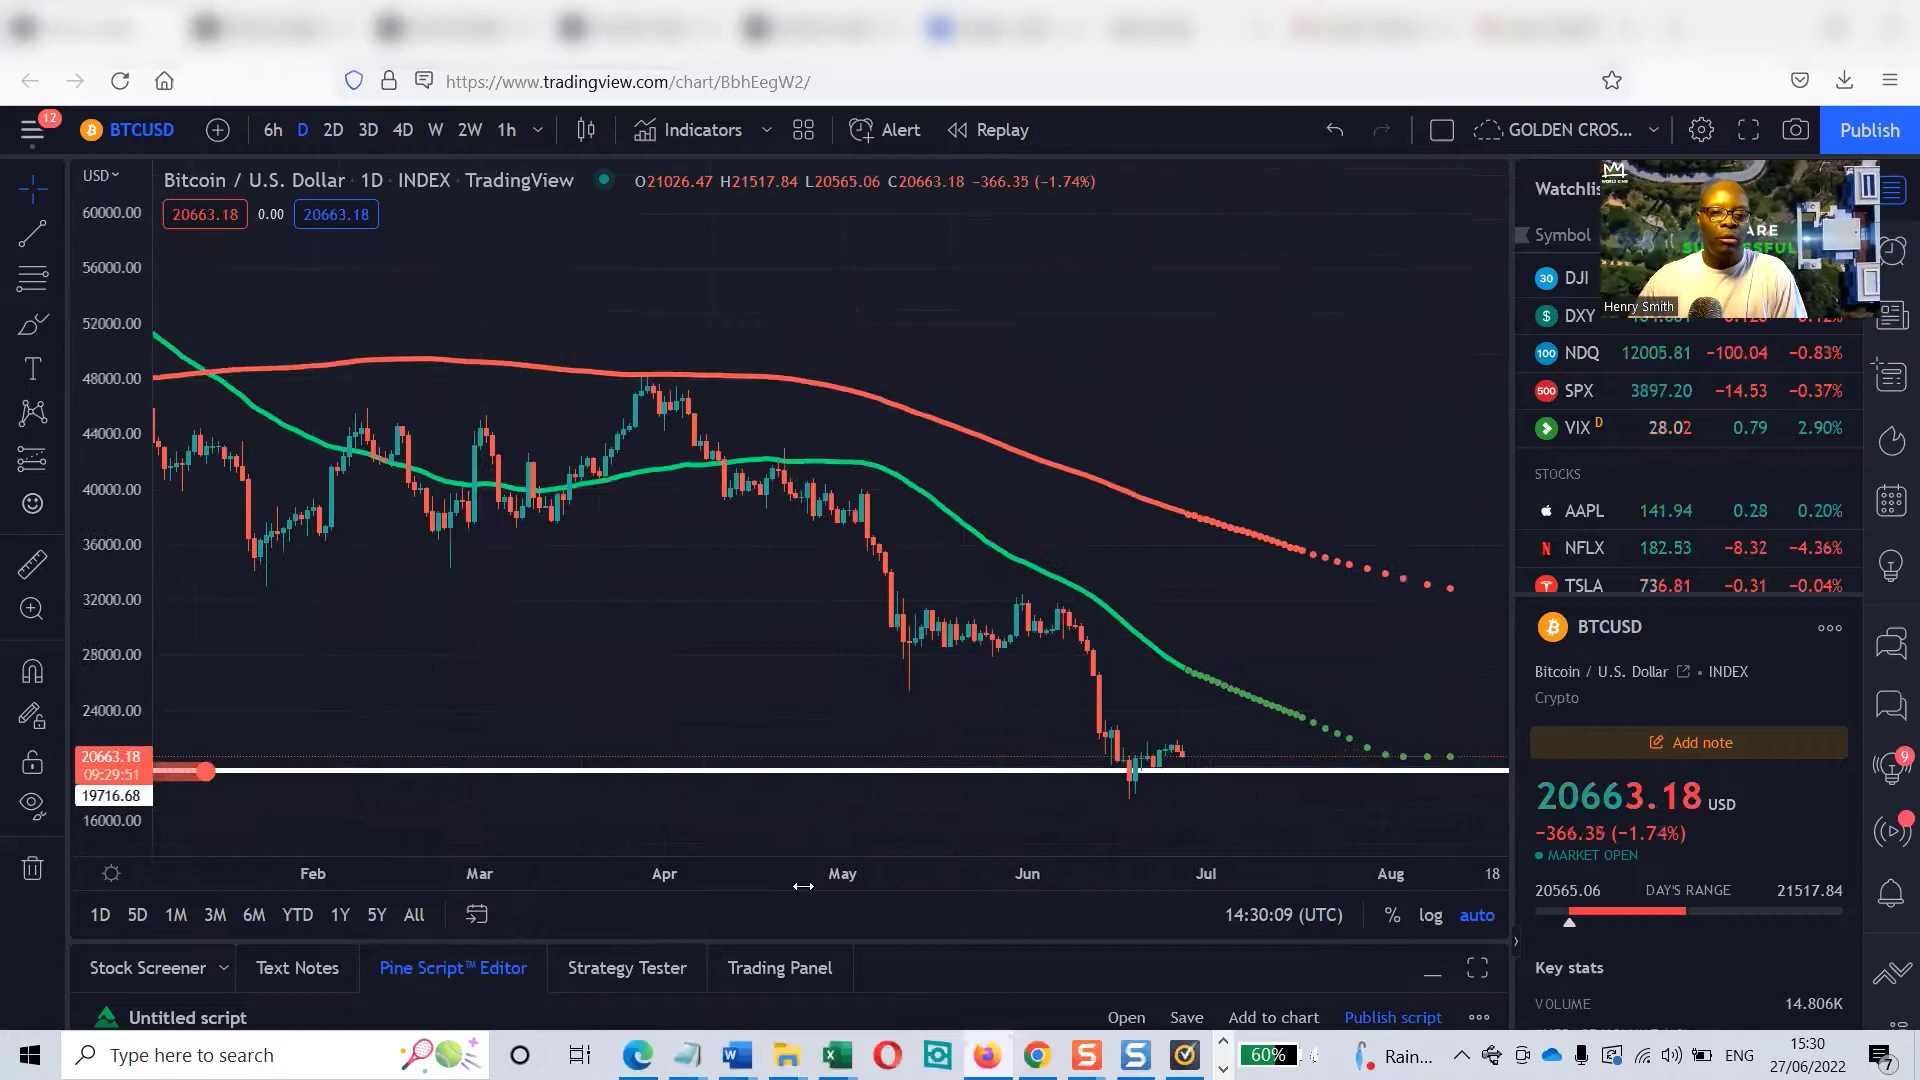 https://www.tradingview.com/chart/BbhEegW2/
12
BTCUSD
6h D 2D 3D 4D W 2W 1h
Indicators
Alert
Replay
GOLDEN CROS...
Publish
USD
Bitcoin / U.S. Dollar · 1D · INDEX · TradingView
O21026.47 H21517.84 L20565.06 C20663.18 −366.35 (−1.74%)
20663.18 0.00 20663.18
60000.00
56000.00
52000.00
48000.00
44000.00
40000.00
36000.00
32000.00
28000.00
24000.00
20663.18
09:29:51
19716.68
16000.00
Feb Mar Apr May Jun Jul Aug 18
1D 5D 1M 3M 6M YTD 1Y 5Y All
14:30:09 (UTC) % log auto
Stock Screener
Text Notes
Pine Script™ Editor
Strategy Tester
Trading Panel
Untitled script
Open Save Add to chart Publish script
Symbol
Henry Smith
30 DJI
DXY
100 NDQ 12005.81 −100.04 −0.83%
500 SPX 3897.20 −14.53 −0.37%
VIX D 28.02 0.79 2.90%
STOCKS
AAPL 141.94 0.28 0.20%
NFLX 182.53 −8.32 −4.36%
TSLA 736.81 −0.31 −0.04%
BTCUSD
Bitcoin / U.S. Dollar • INDEX
Crypto
Add note
20663.18 USD
−366.35 (−1.74%)
MARKET OPEN
20565.06 DAY'S RANGE 21517.84
Key stats
VOLUME 14.806K
9
Type here to search
60%
Rain...
ENG
15:30
27/06/2022
7